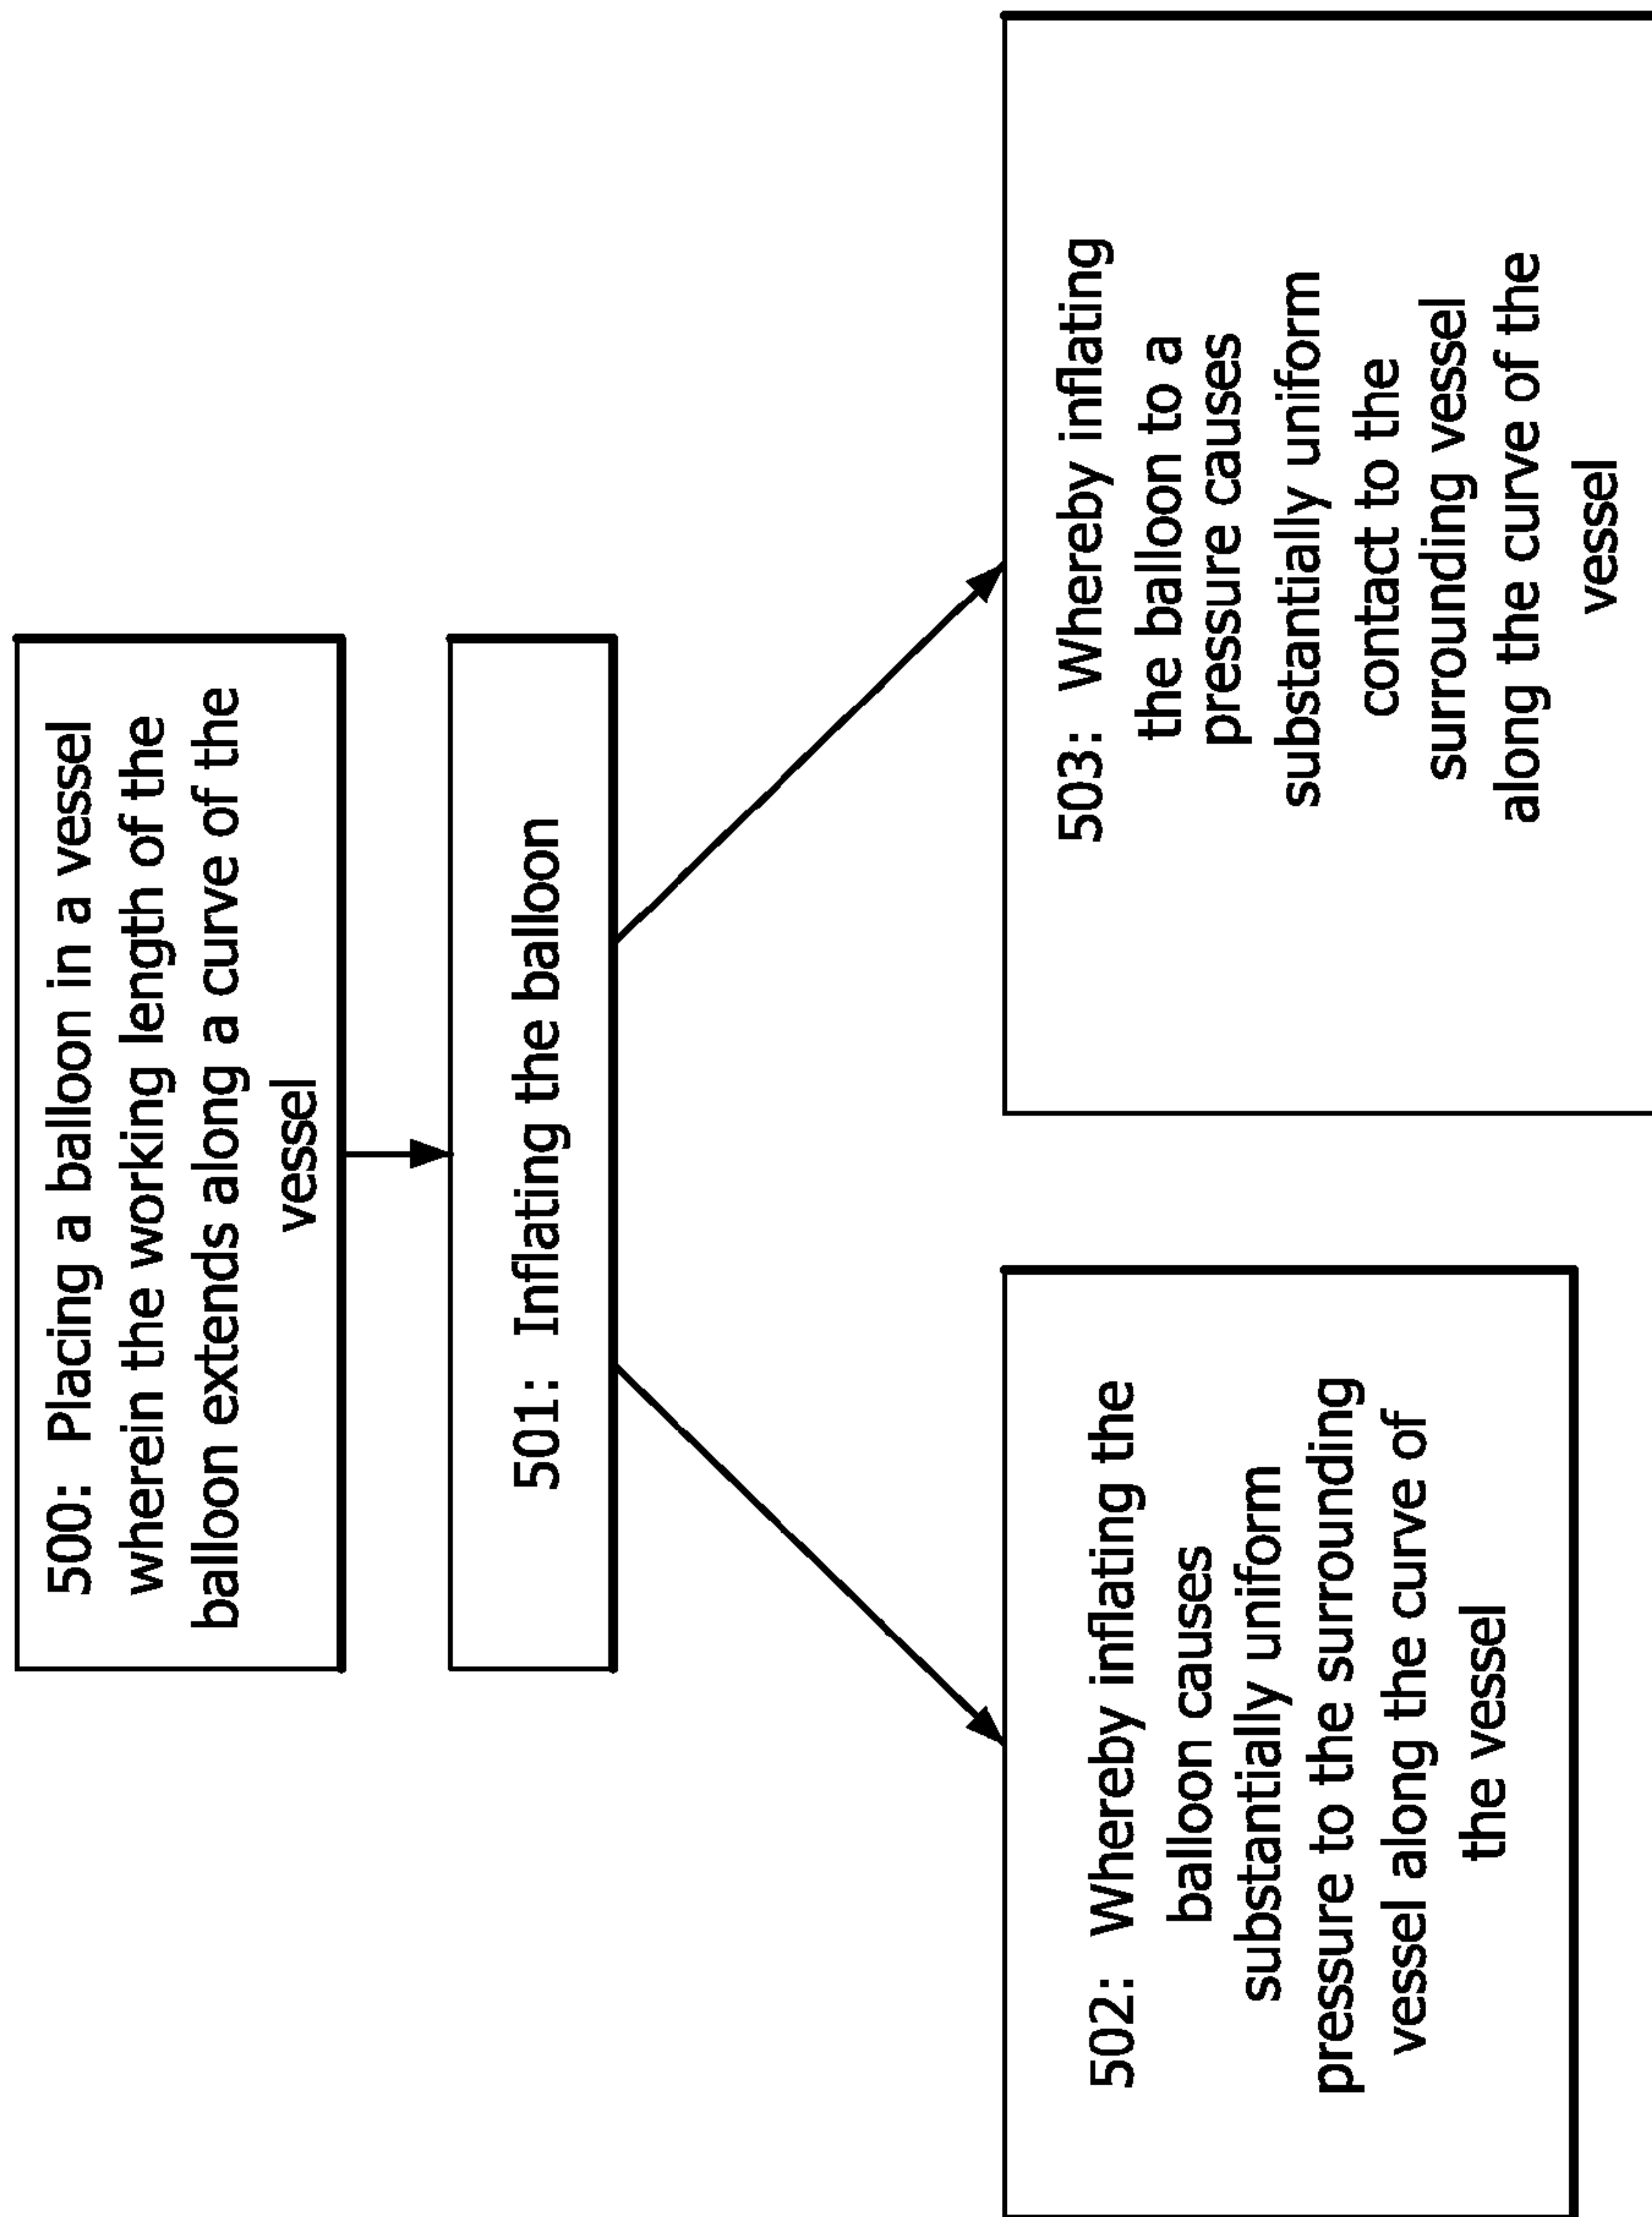 500: Placing a balloon in a vessel
wherein the working length of the
balloon extends along a curve of the
vessel
501: Inflating the balloon
502: Whereby inflating the
balloon causes
substantially uniform
pressure to the surrounding
vessel along the curve of
the vessel
503: Whereby inflating
the balloon to a
pressure causes
substantially uniform
contact to the
surrounding vessel
along the curve of the
vessel